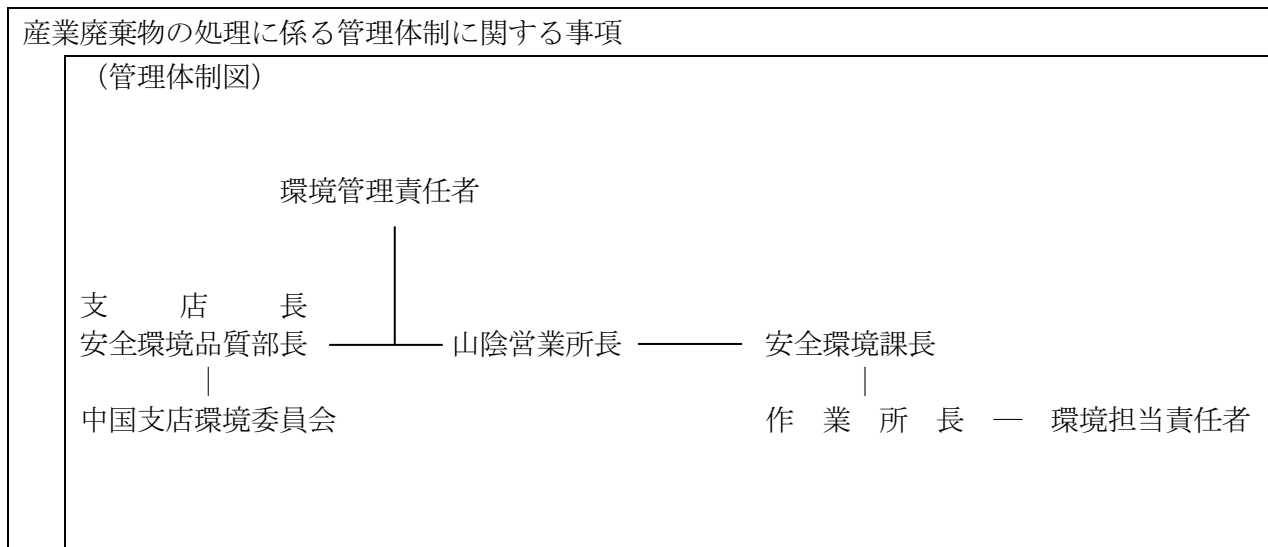 産業廃棄物の処理に係る管理体制に関する事項
（管理体制図）
環境管理責任者
支　店　長
安全環境品質部長 ─── 山陰営業所長 ─── 安全環境課長
｜ ｜
中国支店環境委員会 作　業　所　長 ― 環境担当責任者